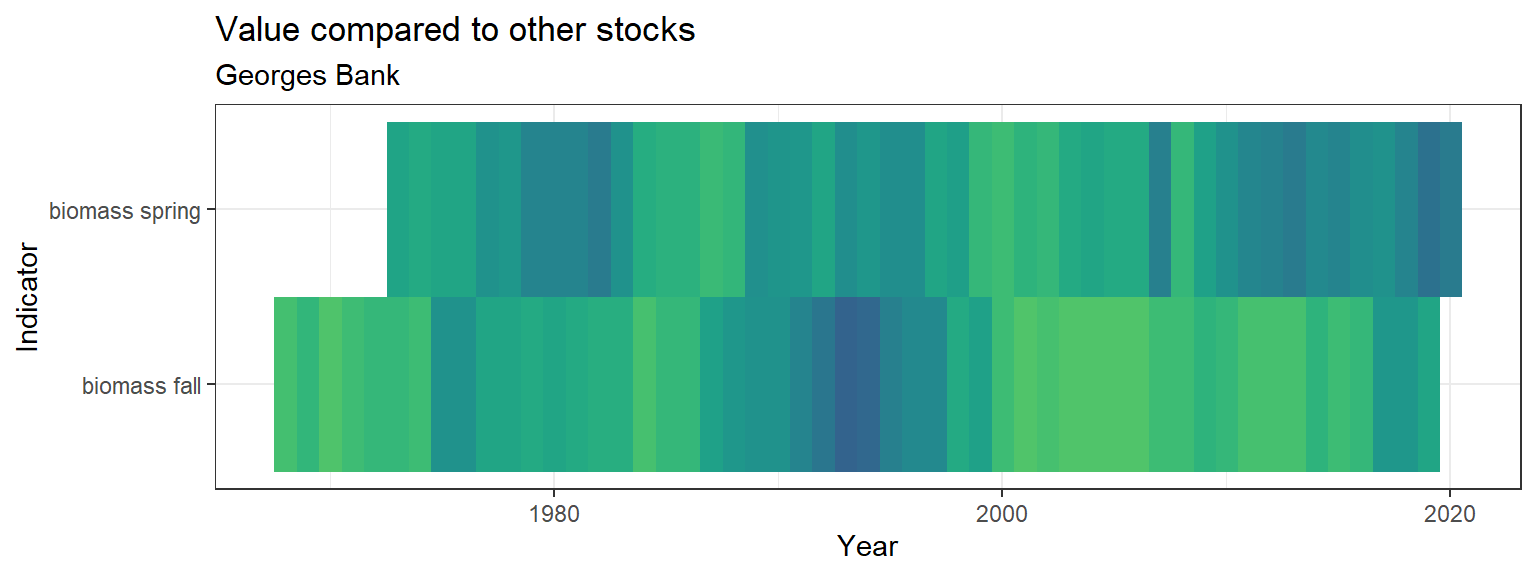 Value compared to other stocks
Georges Bank
Indicator
biomass spring
biomass fall
1980
2000
2020
Year